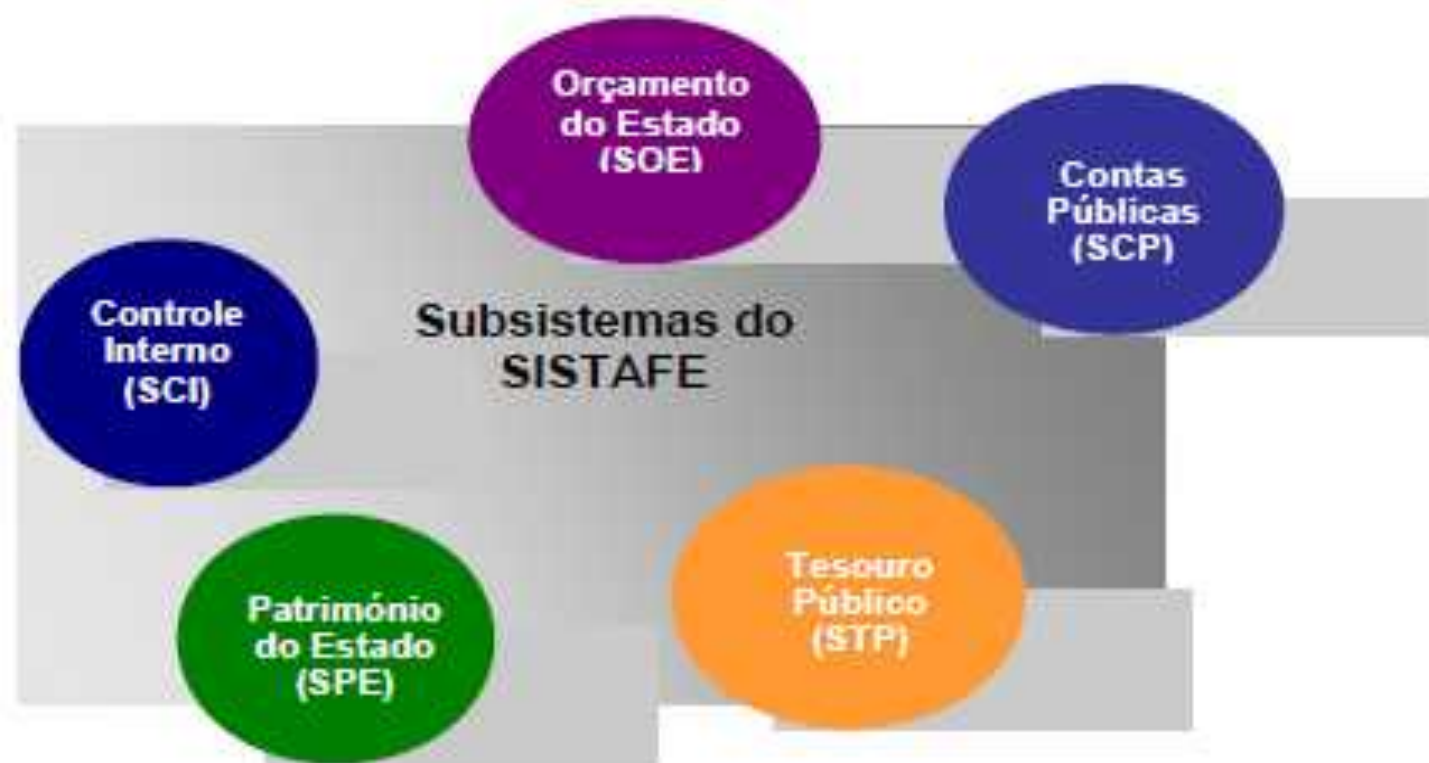 Orçamento
do Estado
(SOE)
Contas
Públicas
(SCP)
Controle
Interno
(SCI)
Subsistemas do
SISTAFE
Património
do Estado
(SPE)
Tesouro
Público
(STP)